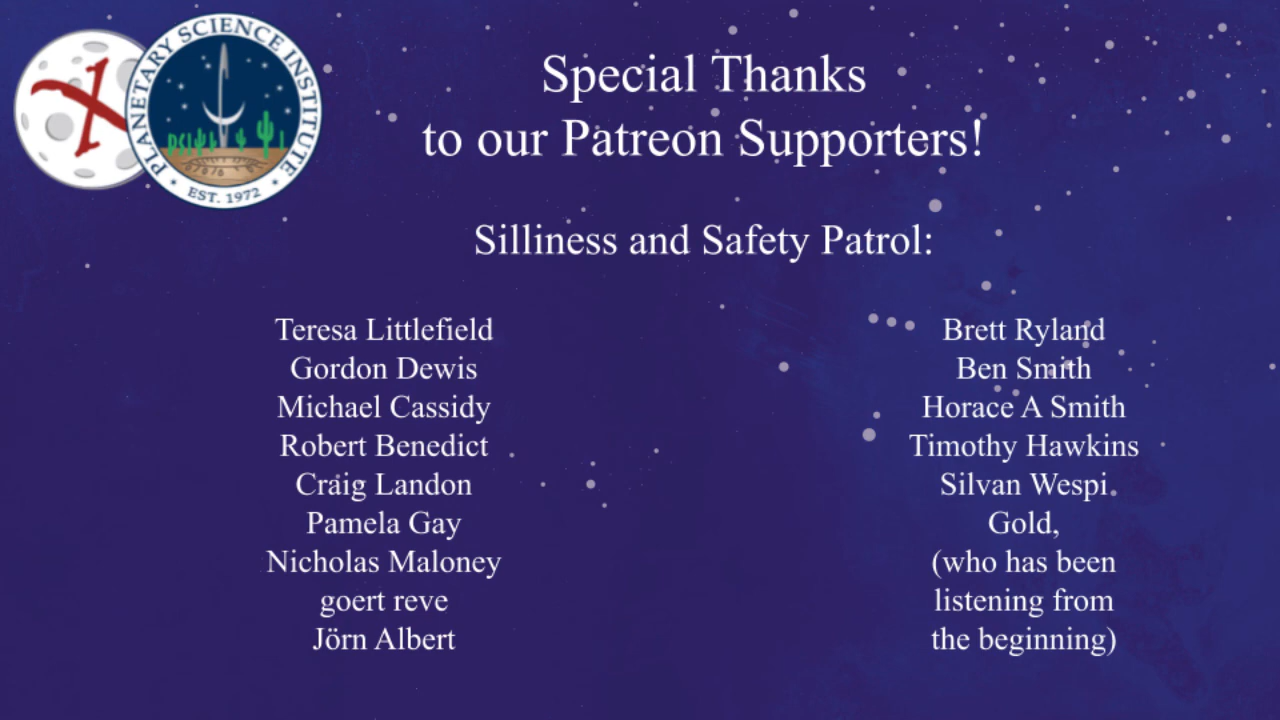 X
PLANETARY SCIENCE INSTITUTE
PSI
EST. 1972
Special Thanks
to our Patreon Supporters!
Silliness and Safety Patrol:
Teresa Littlefield
Gordon Dewis
Michael Cassidy
Robert Benedict
Craig Landon
Pamela Gay
Nicholas Maloney
goert reve
Jörn Albert
Brett Ryland
Ben Smith
Horace A Smith
Timothy Hawkins
Silvan Wespi
Gold,
(who has been
listening from
the beginning)